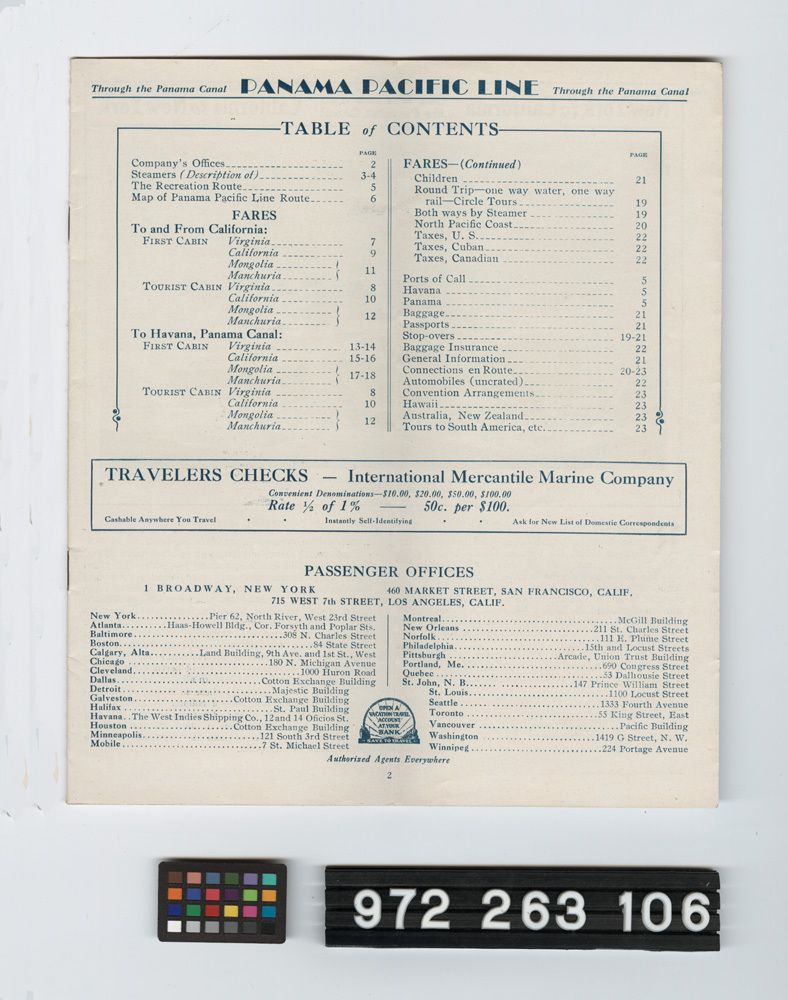 Through the Panama Canal PANAMA PACIFIC LINE Through the Panama Canal
TABLE of CONTENTS
PAGE
Company's Offices 2
Steamers (Description of) 3-4
The Recreation Route 5
Map of Panama Pacific Line Route 6
FARES
To and From California:
FIRST CABIN Virginia 7
California 9
Mongolia
Manchuria 11
TOURIST CABIN Virginia 8
California 10
Mongolia
Manchuria 12
To Havana, Panama Canal:
FIRST CABIN Virginia 13-14
California 15-16
Mongolia
Manchuria 17-18
TOURIST CABIN Virginia 8
California 10
Mongolia
Manchuria 12
PAGE
FARES—(Continued)
Children 21
Round Trip—one way water, one way
rail—Circle Tours 19
Both ways by Steamer 19
North Pacific Coast 20
Taxes, U. S. 22
Taxes, Cuban 22
Taxes, Canadian 22
Ports of Call 5
Havana 5
Panama 5
Baggage 21
Passports 21
Stop-overs 19-21
Baggage Insurance 22
General Information 21
Connections en Route 20-23
Automobiles (uncrated) 22
Convention Arrangements 23
Hawaii 23
Australia, New Zealand 23
Tours to South America, etc. 23
TRAVELERS CHECKS — International Mercantile Marine Company
Convenient Denominations—$10.00, $20.00, $50.00, $100.00
Rate ½ of 1% —— 50c. per $100.
Cashable Anywhere You Travel • • Instantly Self-Identifying • • Ask for New List of Domestic Correspondents
PASSENGER OFFICES
1 BROADWAY, NEW YORK 460 MARKET STREET, SAN FRANCISCO, CALIF.
715 WEST 7th STREET, LOS ANGELES, CALIF.
New York Pier 62, North River, West 23rd Street
Atlanta Haas-Howell Bldg., Cor. Forsyth and Poplar Sts.
Baltimore 308 N. Charles Street
Boston 84 State Street
Calgary, Alta. Land Building, 9th Ave. and 1st St., West
Chicago 180 N. Michigan Avenue
Cleveland 1000 Huron Road
Dallas Cotton Exchange Building
Detroit Majestic Building
Galveston Cotton Exchange Building
Halifax St. Paul Building
Havana The West Indies Shipping Co., 12 and 14 Oficios St.
Houston Cotton Exchange Building
Minneapolis 121 South 3rd Street
Mobile 7 St. Michael Street
Montreal McGill Building
New Orleans 211 St. Charles Street
Norfolk 111 E. Plume Street
Philadelphia 15th and Locust Streets
Pittsburgh Arcade, Union Trust Building
Portland, Me. 690 Congress Street
Quebec 53 Dalhousie Street
St. John, N. B. 147 Prince William Street
St. Louis 1100 Locust Street
Seattle 1333 Fourth Avenue
Toronto 55 King Street, East
Vancouver Pacific Building
Washington 1419 G Street, N. W.
Winnipeg 224 Portage Avenue
OPEN A
VACATION TRAVEL
ACCOUNT
AT YOUR
BANK
SAVE TO TRAVEL
Authorized Agents Everywhere
2
972 263 106